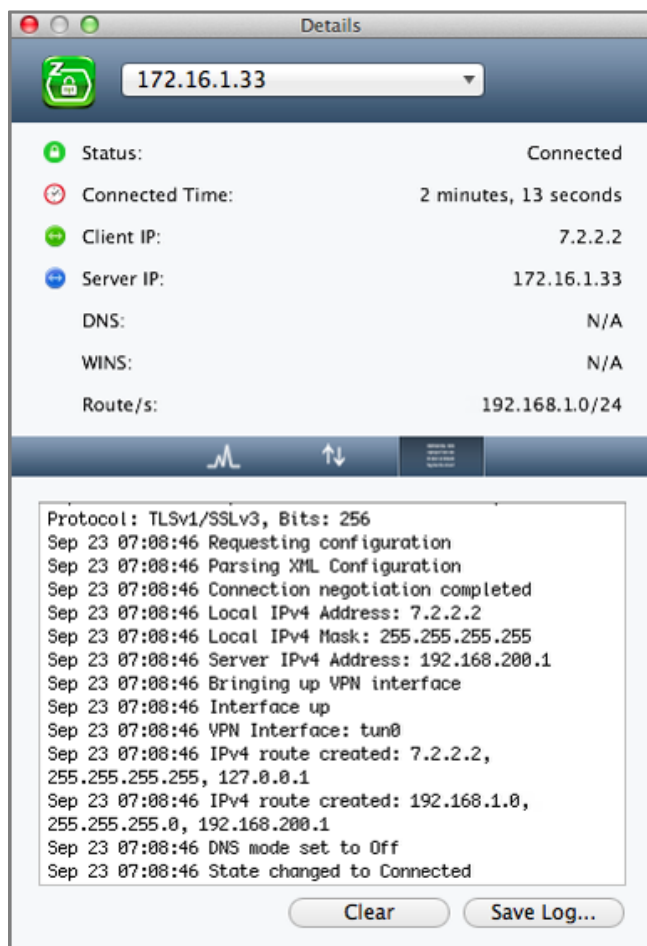 Details
172.16.1.33
Status: Connected
Connected Time: 2 minutes, 13 seconds
Client IP: 7.2.2.2
Server IP: 172.16.1.33
DNS: N/A
WINS: N/A
Route/s: 192.168.1.0/24
Protocol: TLSv1/SSLv3, Bits: 256
Sep 23 07:08:46 Requesting configuration
Sep 23 07:08:46 Parsing XML Configuration
Sep 23 07:08:46 Connection negotiation completed
Sep 23 07:08:46 Local IPv4 Address: 7.2.2.2
Sep 23 07:08:46 Local IPv4 Mask: 255.255.255.255
Sep 23 07:08:46 Server IPv4 Address: 192.168.200.1
Sep 23 07:08:46 Bringing up VPN interface
Sep 23 07:08:46 Interface up
Sep 23 07:08:46 VPN Interface: tun0
Sep 23 07:08:46 IPv4 route created: 7.2.2.2,
255.255.255.255, 127.0.0.1
Sep 23 07:08:46 IPv4 route created: 192.168.1.0,
255.255.255.0, 192.168.200.1
Sep 23 07:08:46 DNS mode set to Off
Sep 23 07:08:46 State changed to Connected
Clear Save Log...